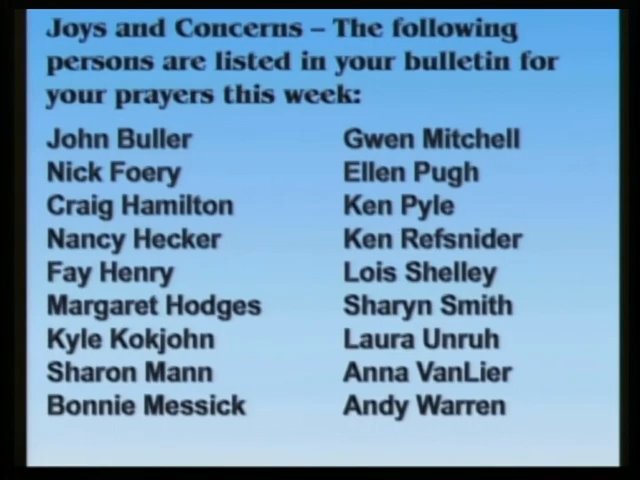 Joys and Concerns – The following
persons are listed in your bulletin for
your prayers this week:
John Buller
Nick Foery
Craig Hamilton
Nancy Hecker
Fay Henry
Margaret Hodges
Kyle Kokjohn
Sharon Mann
Bonnie Messick
Gwen Mitchell
Ellen Pugh
Ken Pyle
Ken Refsnider
Lois Shelley
Sharyn Smith
Laura Unruh
Anna VanLier
Andy Warren